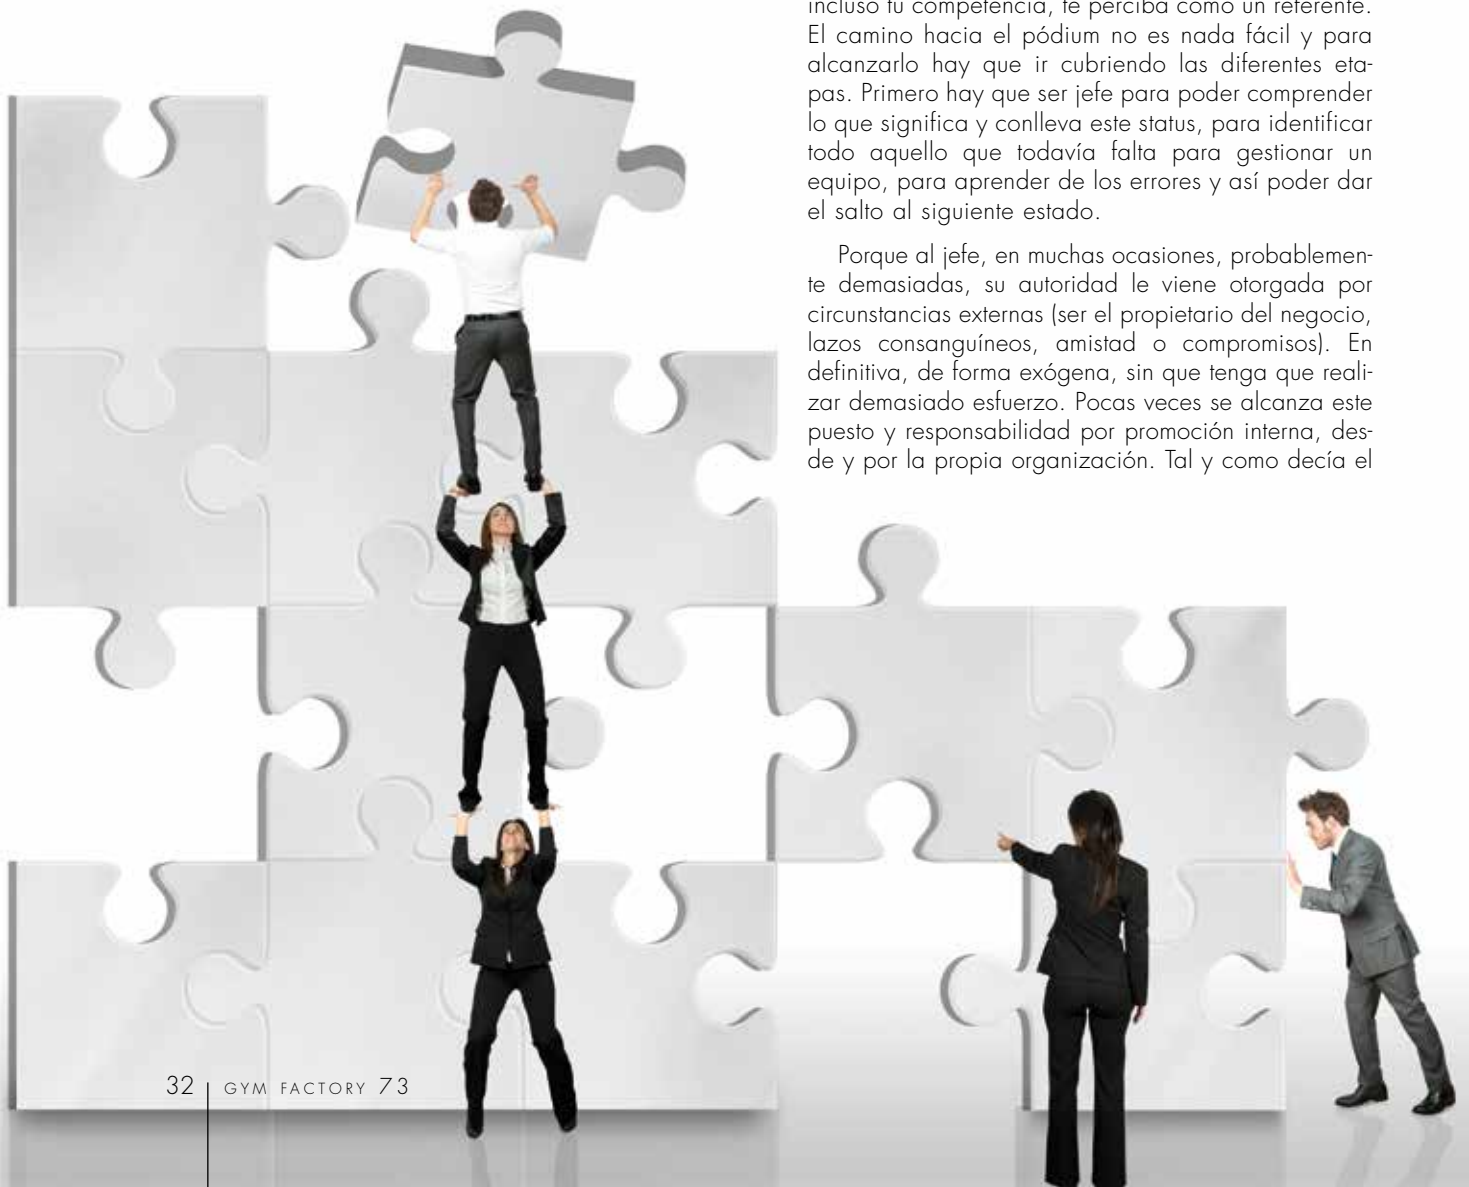 incluso tu competencia, te perciba como un referente.
El camino hacia el pódium no es nada fácil y para
alcanzarlo hay que ir cubriendo las diferentes eta-
pas. Primero hay que ser jefe para poder comprender
lo que significa y conlleva este status, para identificar
todo aquello que todavía falta para gestionar un
equipo, para aprender de los errores y así poder dar
el salto al siguiente estado.
Porque al jefe, en muchas ocasiones, probablemen-
te demasiadas, su autoridad le viene otorgada por
circunstancias externas (ser el propietario del negocio,
lazos consanguíneos, amistad o compromisos). En
definitiva, de forma exógena, sin que tenga que reali-
zar demasiado esfuerzo. Pocas veces se alcanza este
puesto y responsabilidad por promoción interna, des-
de y por la propia organización. Tal y como decía el
32 GYM FACTORY 73